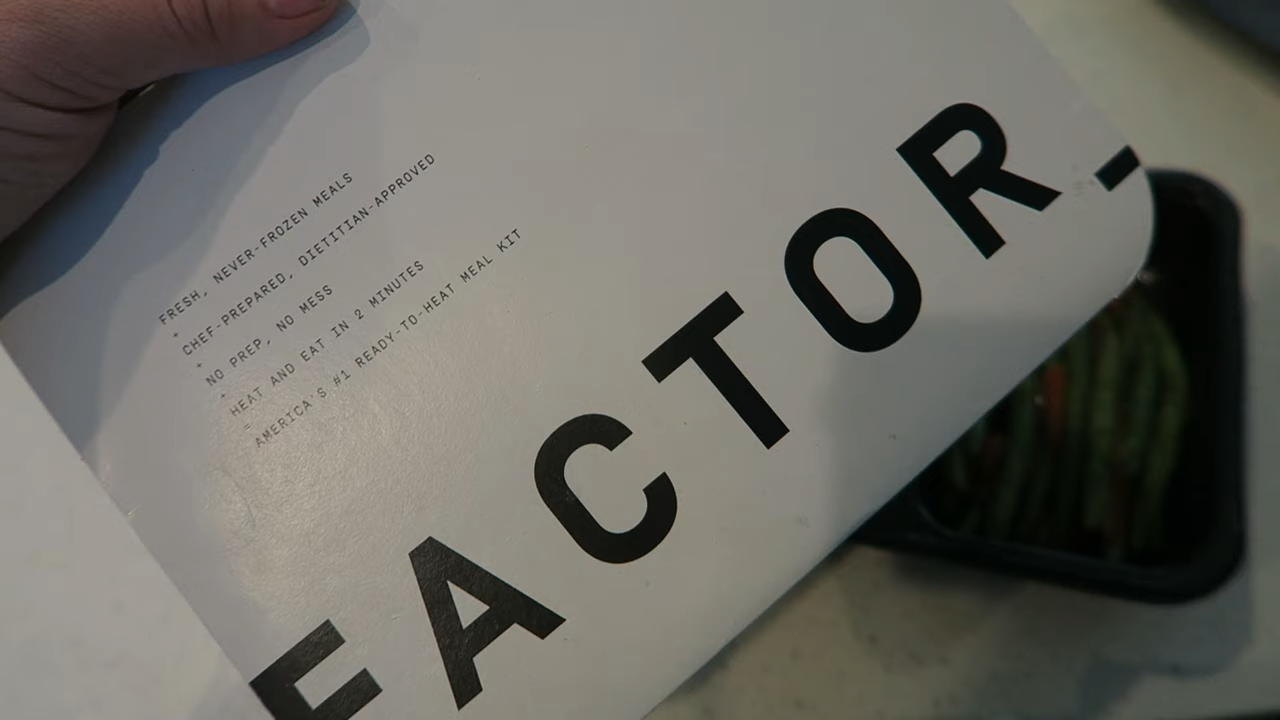 FRESH, NEVER-FROZEN MEALS
+
CHEF-PREPARED, DIETITIAN-APPROVED
+
NO PREP, NO MESS
+
HEAT AND EAT IN 2 MINUTES
=
AMERICA'S #1 READY-TO-HEAT MEAL KIT
FACTOR_